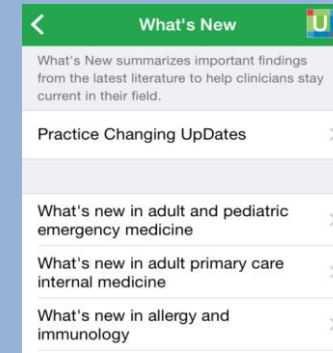 What's New
U
What's New summarizes important findings
from the latest literature to help clinicians stay
current in their field.
Practice Changing UpDates
What's new in adult and pediatric
emergency medicine
What's new in adult primary care
internal medicine
What's new in allergy and
immunology